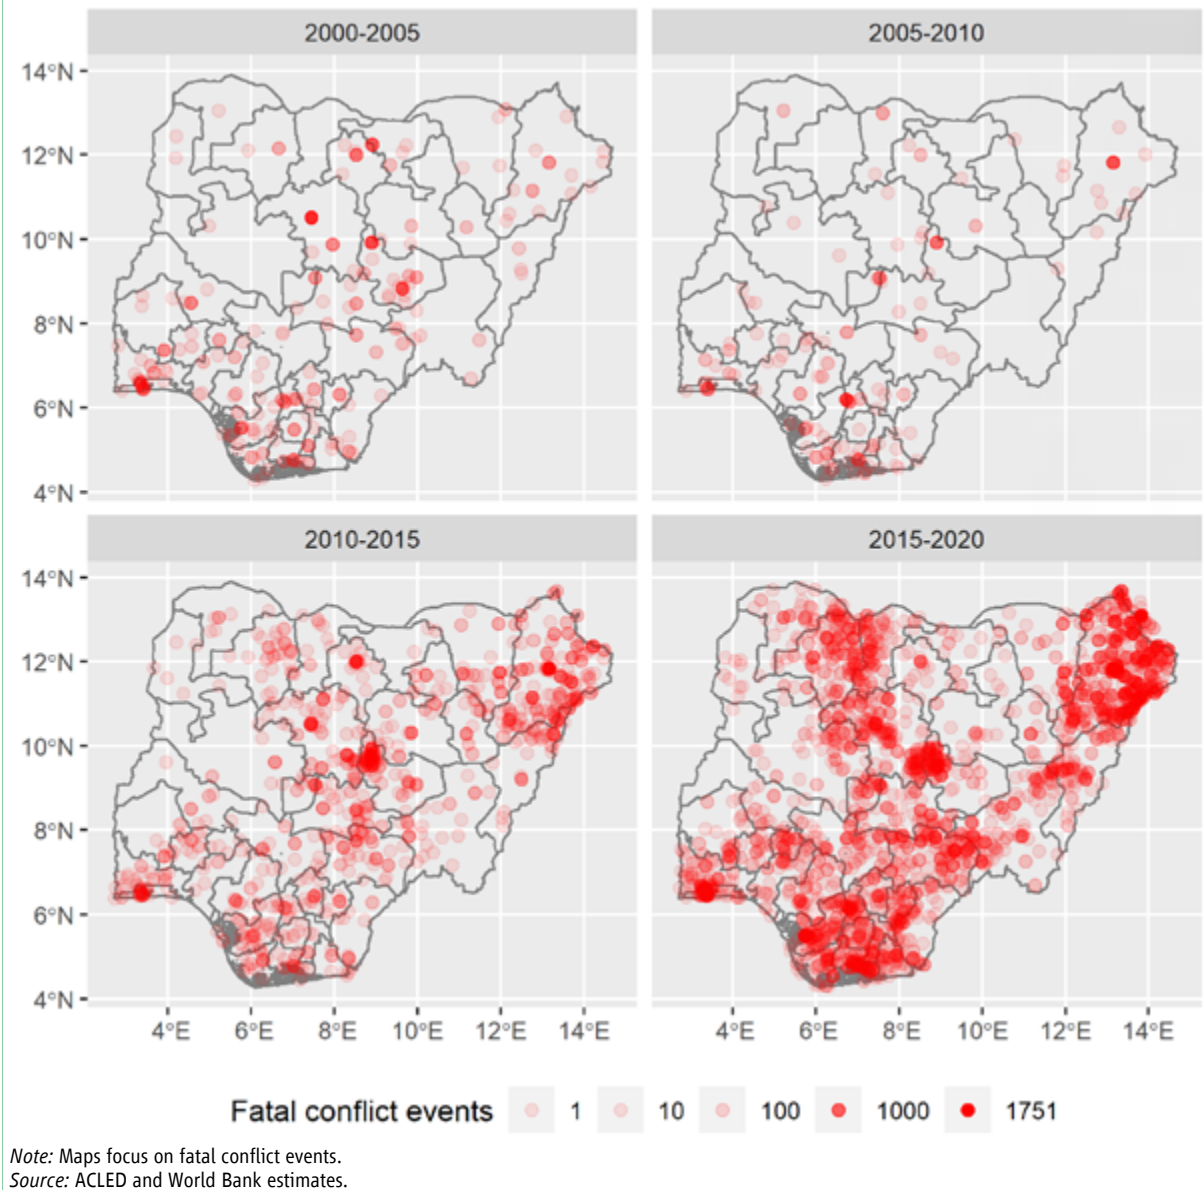 2000-2005
2005-2010
14°N
12°N
10°N
8°N
6°N
4°N
2010-2015
2015-2020
14°N
12°N
10°N
8°N
6°N
4°N
4°E 6°E 8°E 10°E 12°E 14°E
4°E 6°E 8°E 10°E 12°E 14°E
Fatal conflict events 1 10 100 1000 1751
Note: Maps focus on fatal conflict events.
Source: ACLED and World Bank estimates.